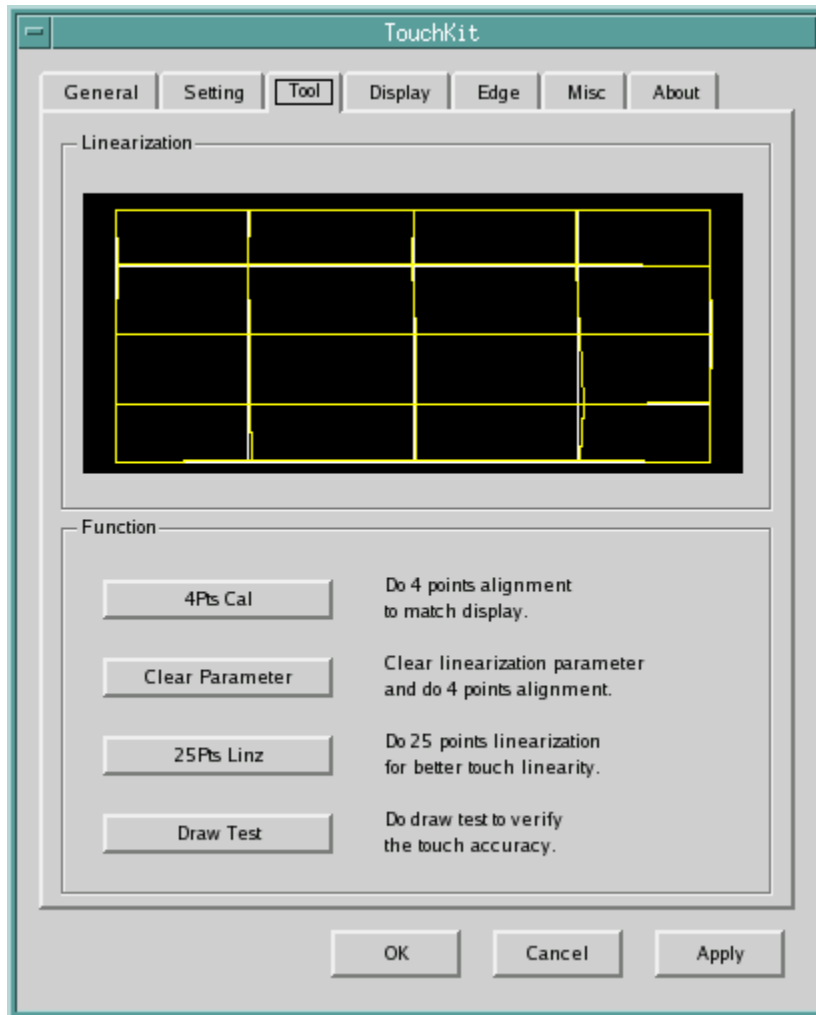 TouchKit
General Setting Tool Display Edge Misc About
Linearization
Function
4Pts Cal
Do 4 points alignment
to match display.
Clear Parameter
Clear linearization parameter
and do 4 points alignment.
25Pts Linz
Do 25 points linearization
for better touch linearity.
Draw Test
Do draw test to verify
the touch accuracy.
OK Cancel Apply